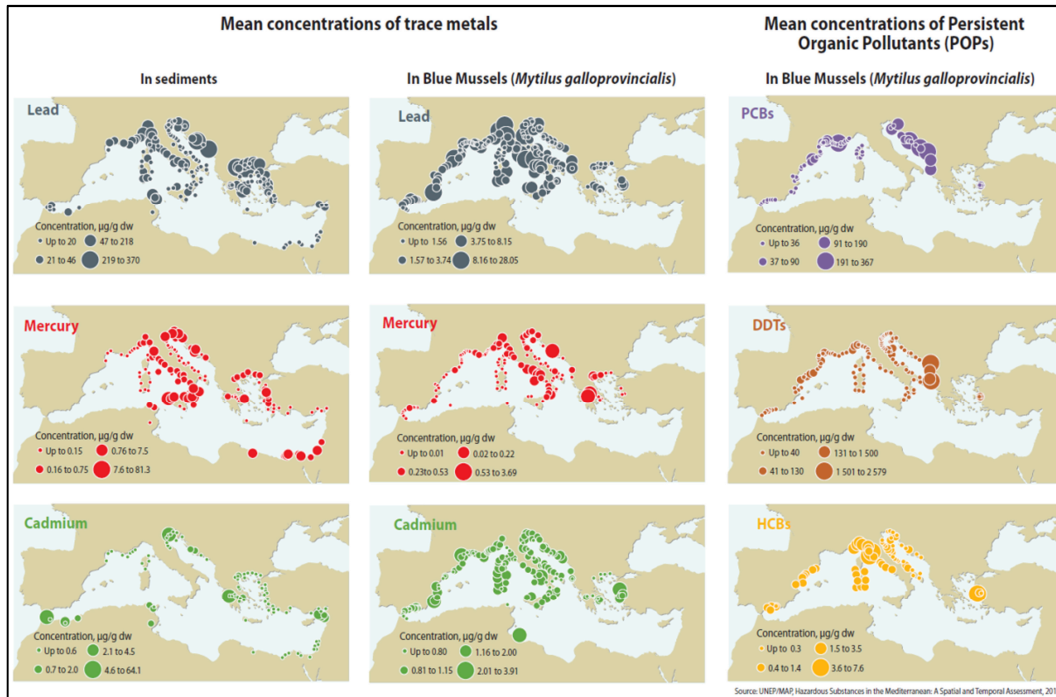 Mean concentrations of trace metals
Mean concentrations of Persistent
Organic Pollutants (POPs)
In sediments
In Blue Mussels (Mytilus galloprovincialis)
In Blue Mussels (Mytilus galloprovincialis)
Lead
Concentration, µg/g dw
Up to 20
47 to 218
21 to 46
219 to 370
Lead
Concentration, µg/g dw
Up to 1.56
3.75 to 8.15
1.57 to 3.74
8.16 to 28.05
PCBs
Concentration, µg/g dw
Up to 36
91 to 190
37 to 90
191 to 367
Mercury
Concentration, µg/g dw
Up to 0.15
0.76 to 7.5
0.16 to 0.75
7.6 to 81.3
Mercury
Concentration, µg/g dw
Up to 0.01
0.02 to 0.22
0.23to 0.53
0.53 to 3.69
DDTs
Concentration, µg/g dw
Up to 40
131 to 1 500
41 to 130
1 501 to 2 579
Cadmium
Concentration, µg/g dw
Up to 0.6
2.1 to 4.5
0.7 to 2.0
4.6 to 64.1
Cadmium
Concentration, µg/g dw
Up to 0.80
1.16 to 2.00
0.81 to 1.15
2.01 to 3.91
HCBs
Concentration, µg/g dw
Up to 0.3
1.5 to 3.5
0.4 to 1.4
3.6 to 7.6
Source: UNEP/MAP, Hazardous Substances in the Mediterranean: A Spatial and Temporal Assessment, 201